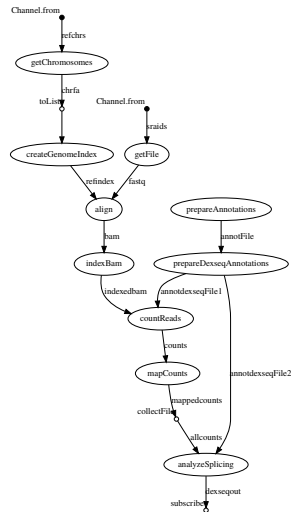 Channel.from
refchrs
getChromosomes
chrfa
toList
Channel.from
sraids
createGenomeIndex
getFile
refindex
fastq
align
prepareAnnotations
bam
annotFile
indexBam
prepareDexseqAnnotations
indexedbam
annotdexseqFile1
countReads
counts
mapCounts
annotdexseqFile2
mappedcounts
collectFile
allcounts
analyzeSplicing
dexseqout
subscribe